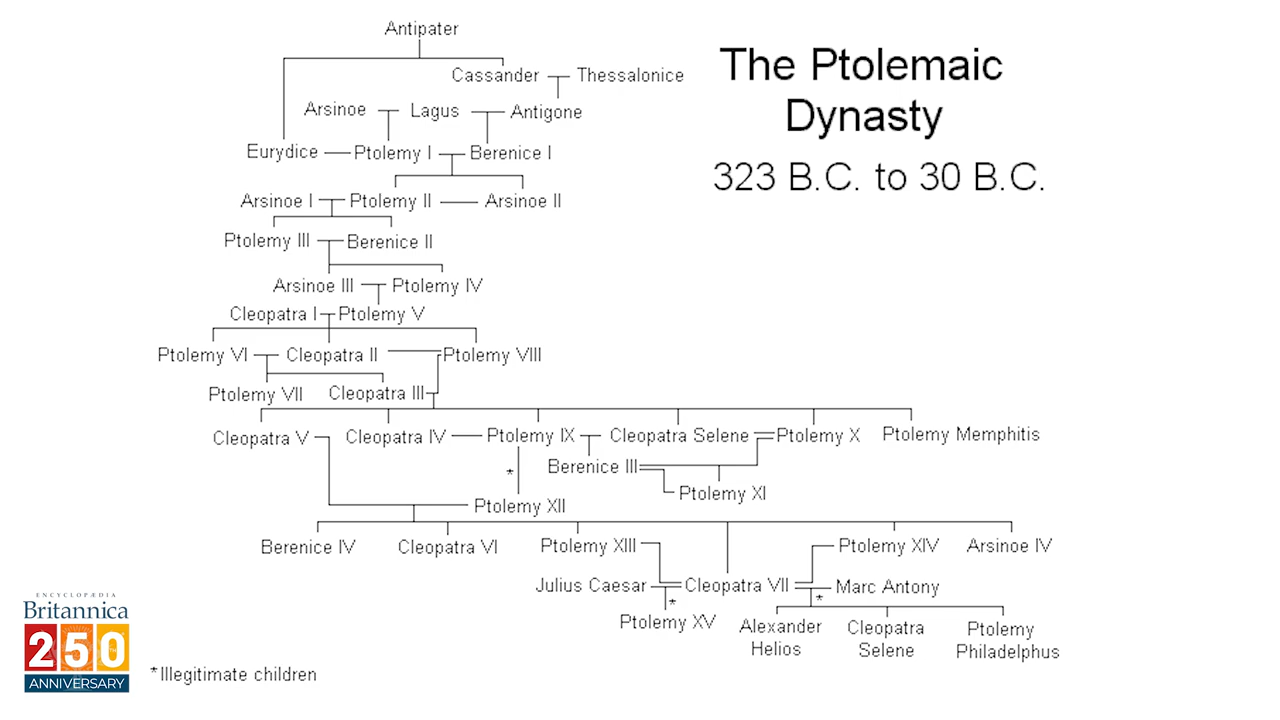 Antipater
The Ptolemaic
Dynasty
323 B.C. to 30 B.C.
Cassander Thessalonice
Arsinoe Lagus Antigone
Eurydice Ptolemy I Berenice I
Arsinoe I Ptolemy II Arsinoe II
Ptolemy III Berenice II
Arsinoe III Ptolemy IV
Cleopatra I Ptolemy V
Ptolemy VI Cleopatra II Ptolemy VIII
Ptolemy VII Cleopatra III
Cleopatra V Cleopatra IV Ptolemy IX Cleopatra Selene Ptolemy X Ptolemy Memphitis
Berenice III
*
Ptolemy XI
Ptolemy XII
Berenice IV Cleopatra VI Ptolemy XIII Ptolemy XIV Arsinoe IV
Julius Caesar Cleopatra VII Marc Antony
* *
Ptolemy XV
Alexander
Helios
Cleopatra
Selene
Ptolemy
Philadelphus
ENCYCLOPÆDIA
Britannica
250
ANNIVERSARY
*Illegitimate children